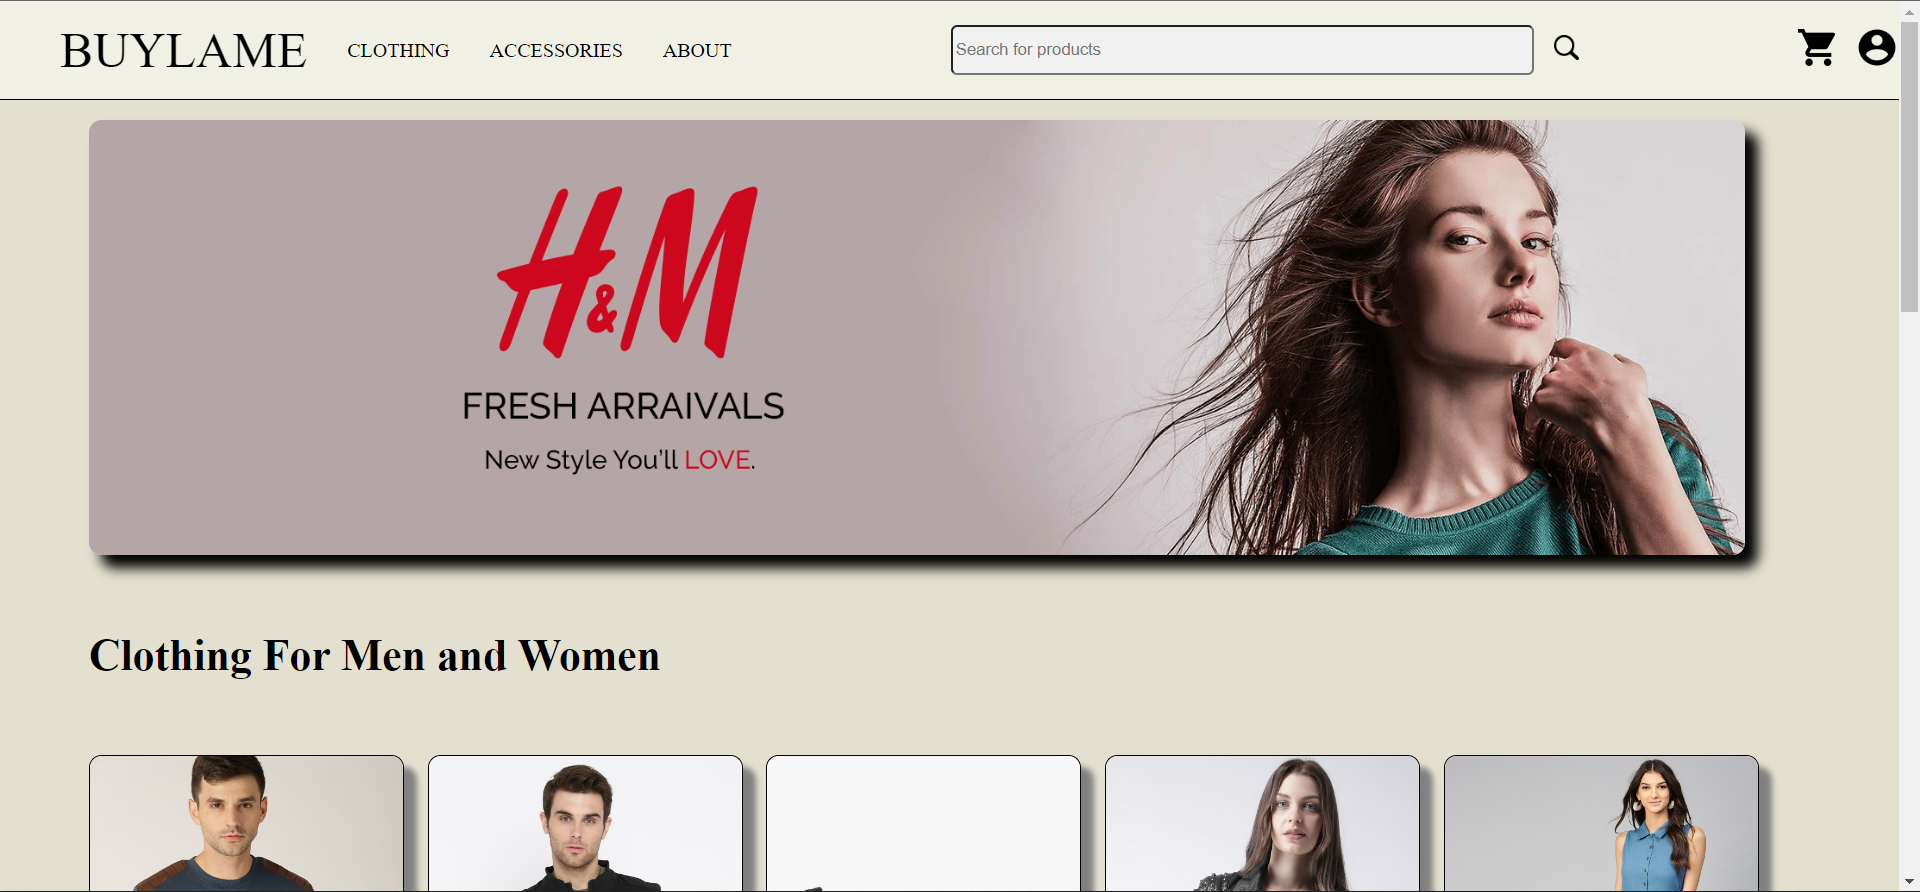 BUYLAME
CLOTHING
ACCESSORIES
ABOUT
Search for products
H&M
FRESH ARRAIVALS
New Style You'll LOVE.
Clothing For Men and Women